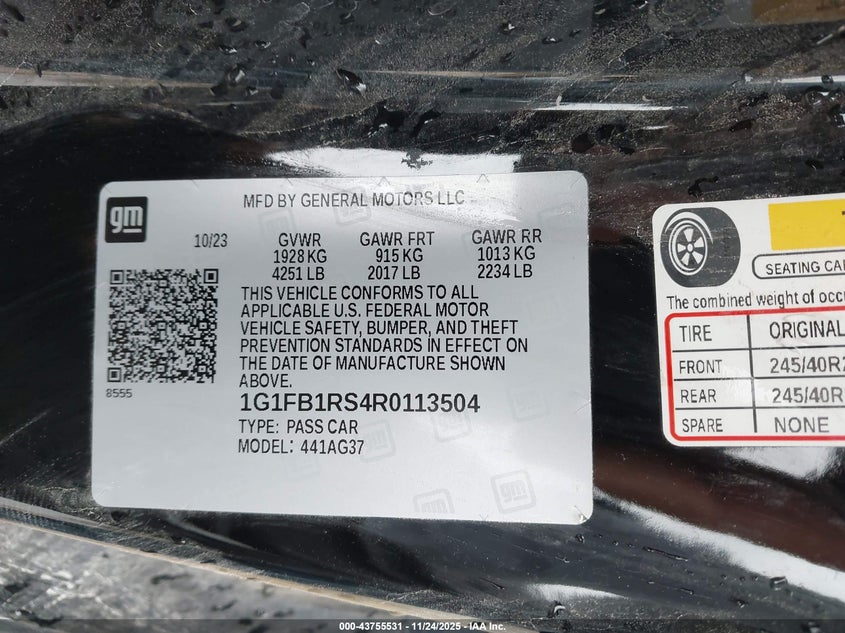 gm
MFD BY GENERAL MOTORS LLC
10/23
GVWR GAWR FRT GAWR RR
1928 KG 915 KG 1013 KG
4251 LB 2017 LB 2234 LB
THIS VEHICLE CONFORMS TO ALL
APPLICABLE U.S. FEDERAL MOTOR
VEHICLE SAFETY, BUMPER, AND THEFT
PREVENTION STANDARDS IN EFFECT ON
THE DATE OF MANUFACTURE SHOWN
ABOVE.
8555
1G1FB1RS4R0113504
TYPE: PASS CAR
MODEL: 441AG37
gm
SEATING CA
The combined weight of occu
TIRE ORIGINAL
FRONT 245/40R2
REAR 245/40R
SPARE NONE
000-43755531 - 11/24/2025 - IAA Inc.